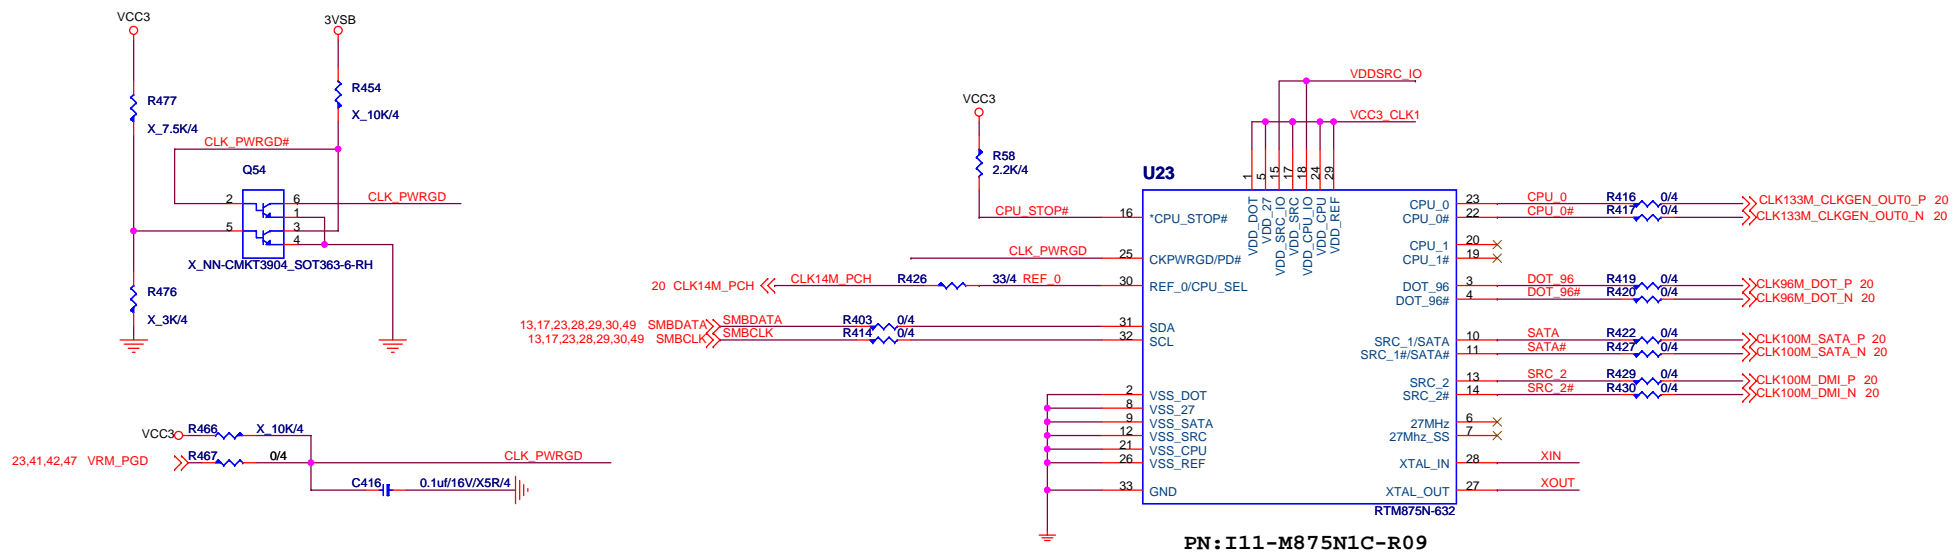 VCC3
3VSB
R477
X_7.5K/4
R454
X_10K/4
CLK_PWRGD#
Q54
2
5
6
1
3
4
CLK_PWRGD
X_NN-CMKT3904_SOT363-6-RH
R476
X_3K/4
VCC3
R466
X_10K/4
23,41,42,47 VRM_PGD
R467
0/4
CLK_PWRGD
C416
0.1uf/16V/X5R/4
VCC3
R58
2.2K/4
CPU_STOP#
CLK_PWRGD
20 CLK14M_PCH
CLK14M_PCH
R426
33/4
REF_0
13,17,23,28,29,30,49 SMBDATA
SMBDATA
R403
0/4
13,17,23,28,29,30,49 SMBCLK
SMBCLK
R414
0/4
VDDSRC_IO
VCC3_CLK1
U23
1
5
15
17
18
24
29
VDD_DOT
VDD_27
VDD_SRC_IO
VDD_SRC
VDD_CPU_IO
VDD_CPU
VDD_REF
16 *CPU_STOP#
25 CKPWRGD/PD#
30 REF_0/CPU_SEL
31 SDA
32 SCL
2 VSS_DOT
8 VSS_27
9 VSS_SATA
12 VSS_SRC
21 VSS_CPU
26 VSS_REF
33 GND
CPU_0 23 CPU_0 R416 0/4 CLK133M_CLKGEN_OUT0_P 20
CPU_0# 22 CPU_0# R417 0/4 CLK133M_CLKGEN_OUT0_N 20
CPU_1 20
CPU_1# 19
DOT_96 3 DOT_96 R419 0/4 CLK96M_DOT_P 20
DOT_96# 4 DOT_96# R420 0/4 CLK96M_DOT_N 20
SRC_1/SATA 10 SATA R422 0/4 CLK100M_SATA_P 20
SRC_1#/SATA# 11 SATA# R427 0/4 CLK100M_SATA_N 20
SRC_2 13 SRC_2 R429 0/4 CLK100M_DMI_P 20
SRC_2# 14 SRC_2# R430 0/4 CLK100M_DMI_N 20
27MHz 6
27Mhz_SS 7
XTAL_IN 28 XIN
XTAL_OUT 27 XOUT
RTM875N-632
PN:I11-M875N1C-R09